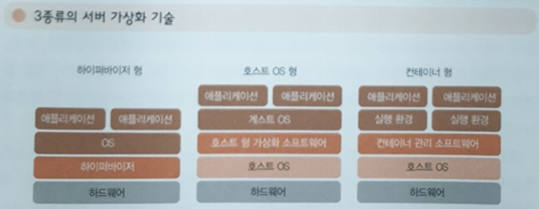 3종류의 서버 가상화 기술
하이퍼바이저 형
애플리케이션 애플리케이션
OS
하이퍼바이저
하드웨어
호스트 OS 형
애플리케이션 애플리케이션
게스트 OS
호스트 형 가상화 소프트웨어
호스트 OS
하드웨어
컨테이너 형
애플리케이션 애플리케이션
실행 환경 실행 환경
컨테이너 관리 소프트웨어
호스트 OS
하드웨어